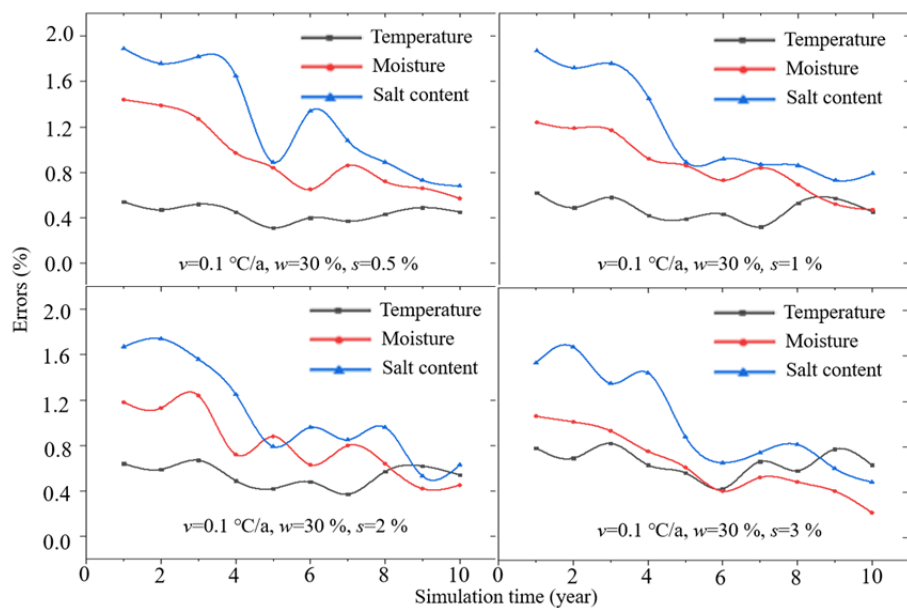 2.0
1.6
1.2
0.8
0.4
0.0
Temperature
Moisture
Salt content
v=0.1 °C/a, w=30 %, s=0.5 %
Temperature
Moisture
Salt content
v=0.1 °C/a, w=30 %, s=1 %
Errors (%)
2.0
1.6
1.2
0.8
0.4
0.0
Temperature
Moisture
Salt content
v=0.1 °C/a, w=30 %, s=2 %
Temperature
Moisture
Salt content
v=0.1 °C/a, w=30 %, s=3 %
0 2 4 6 8 10 0 2 4 6 8 10
Simulation time (year)